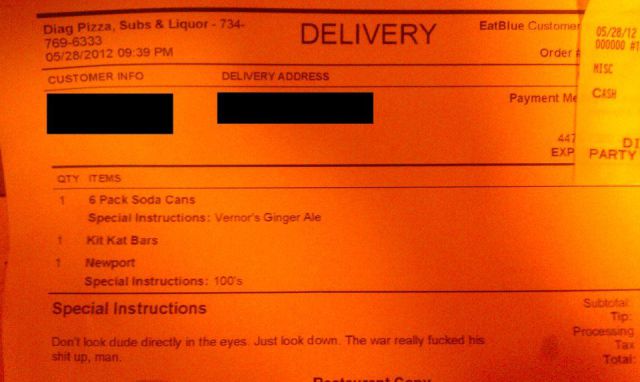 Diag Pizza, Subs & Liquor - 734-
769-6333
05/28/2012 09:39 PM
DELIVERY
EatBlue Customer
Order #
05/28/12
000000 #1
MISC
CASH
DI
PARTY
CUSTOMER INFO
DELIVERY ADDRESS
Payment Me
447
EXP
QTY ITEMS
1 6 Pack Soda Cans
Special Instructions: Vernor's Ginger Ale
1 Kit Kat Bars
1 Newport
Special Instructions: 100's
Special Instructions
Don't look dude directly in the eyes. Just look down. The war really fucked his
shit up, man.
Subtotal:
Tip:
Processing
Tax
Total:
Restaurant Copy